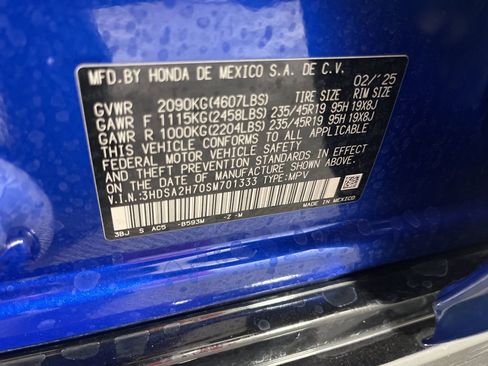 MFD.BY HONDA DE MEXICO S.A. DE C.V. 02/'25
TIRE SIZE RIM SIZE
GVWR 2090KG(4607LBS)
GAWR F 1115KG(2458LBS) 235/45R19 95H 19X8J
GAWR R 1000KG(2204LBS) 235/45R19 95H 19X8J
THIS VEHICLE CONFORMS TO ALL APPLICABLE
FEDERAL MOTOR VEHICLE SAFETY
AND THEFT PREVENTION STANDARDS IN EFFECT
ON THE DATE OF MANUFACTURE SHOWN ABOVE.
V.I.N.:3HDSA2H70SM701333 TYPE:MPV
3BJ S AC5 -B593M -Z -M MADE IN MEXICO